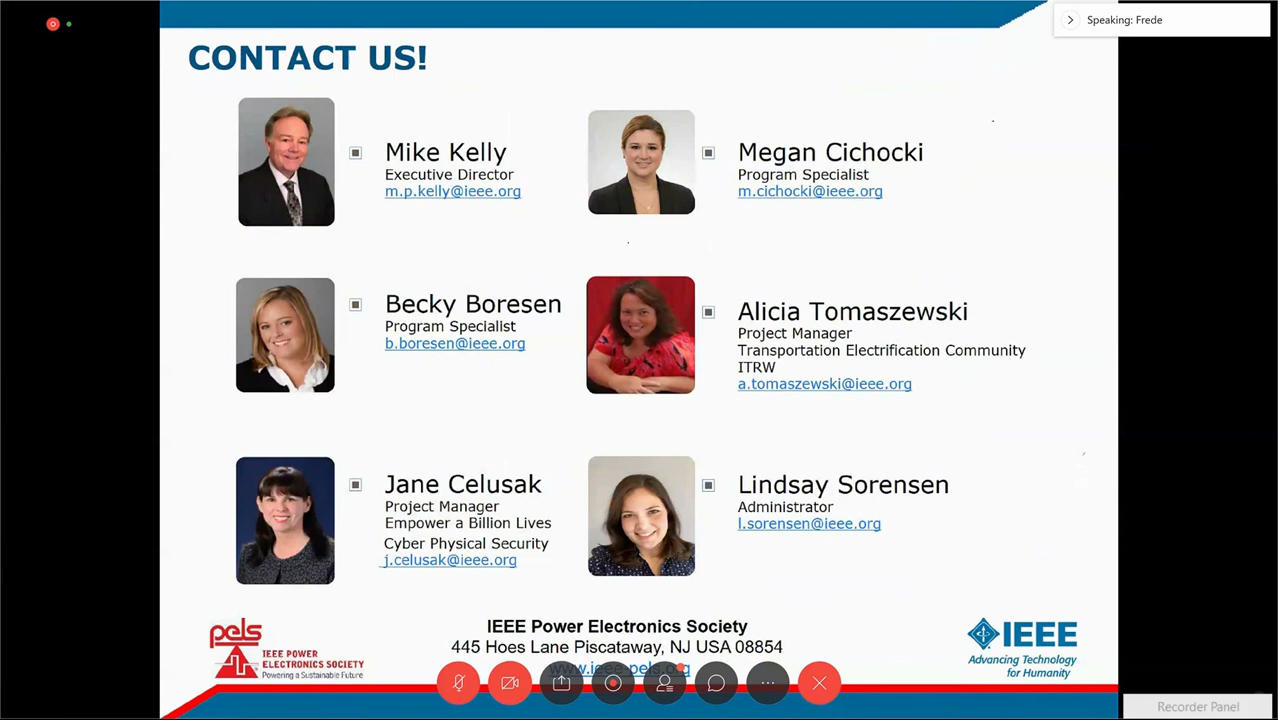 Speaking: Frede
CONTACT US!
Mike Kelly
Executive Director
m.p.kelly@ieee.org
Megan Cichocki
Program Specialist
m.cichocki@ieee.org
Becky Boresen
Program Specialist
b.boresen@ieee.org
Alicia Tomaszewski
Project Manager
Transportation Electrification Community
ITRW
a.tomaszewski@ieee.org
Jane Celusak
Project Manager
Empower a Billion Lives
Cyber Physical Security
j.celusak@ieee.org
Lindsay Sorensen
Administrator
l.sorensen@ieee.org
pels
IEEE POWER
ELECTRONICS SOCIETY
Powering a Sustainable Future
IEEE Power Electronics Society
445 Hoes Lane Piscataway, NJ USA 08854
www.ieee-pels.org
IEEE
Advancing Technology
for Humanity
Recorder Panel